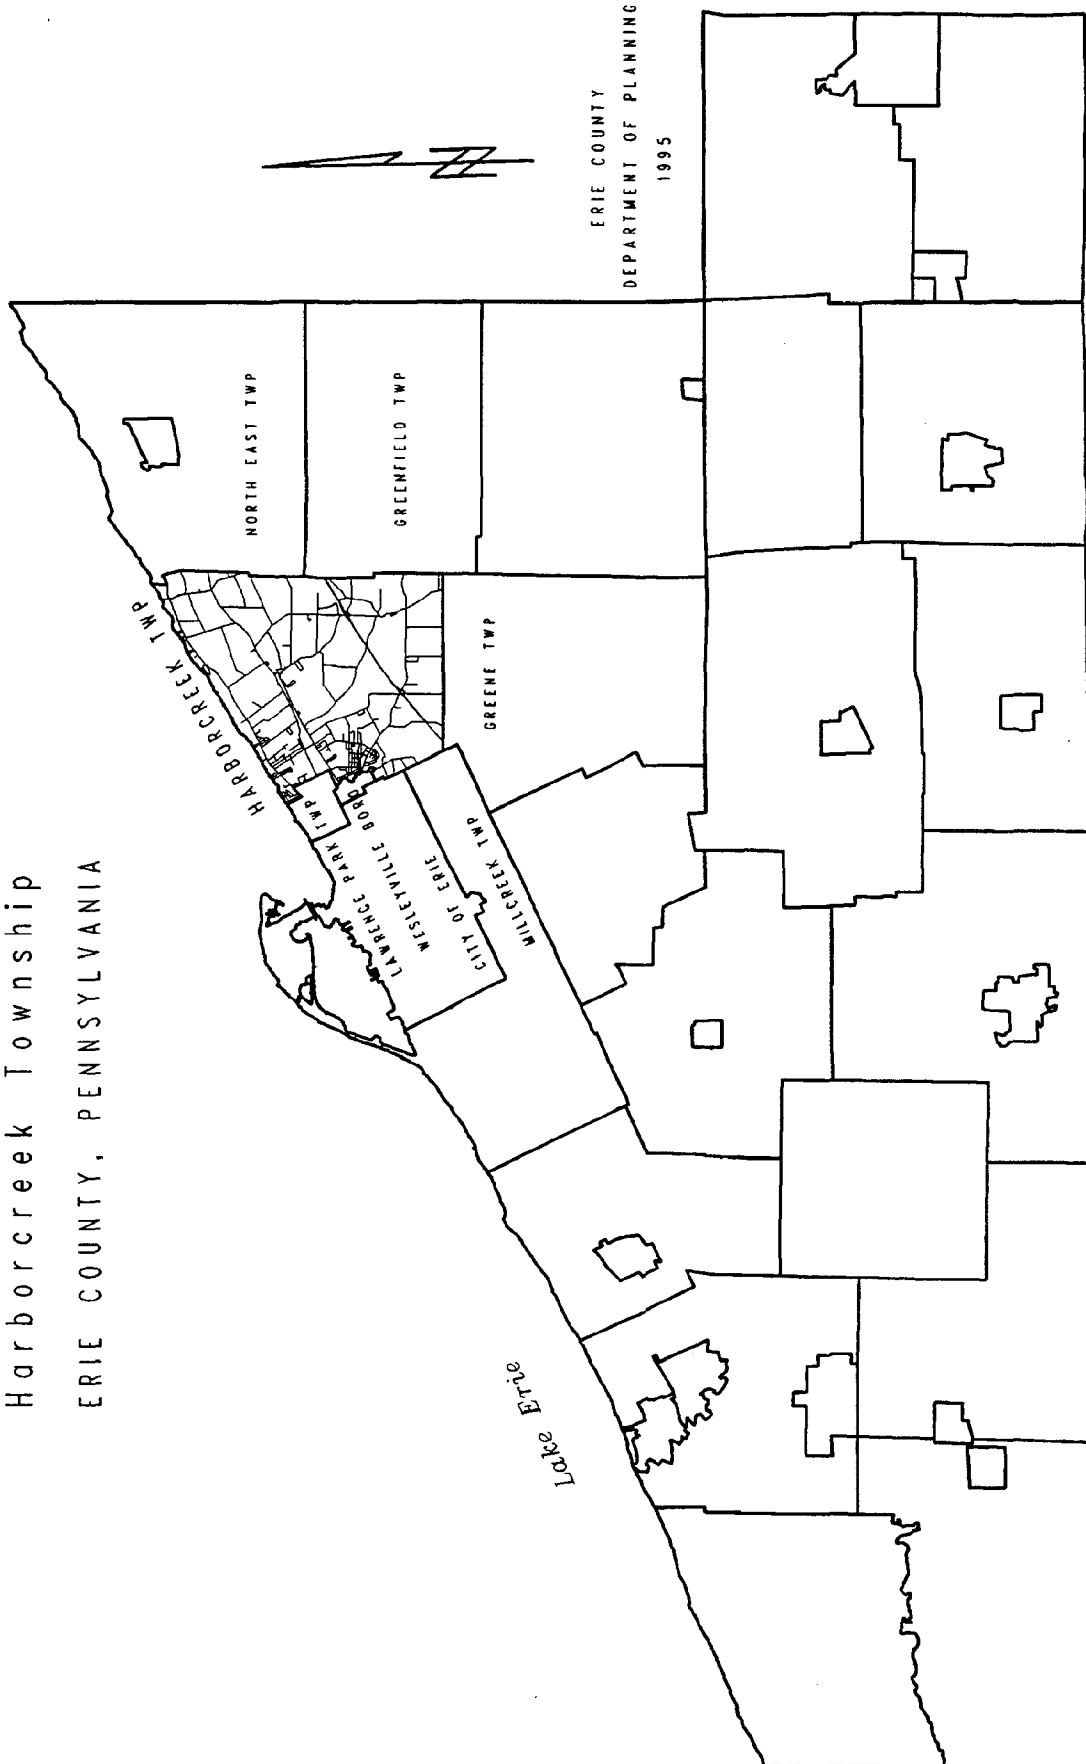 Harborcreek Township
ERIE COUNTY, PENNSYLVANIA
HARBORCREEK TWP
NORTH EAST TWP
GREENFIELD TWP
GREENE TWP
LAWRENCE PARK TWP
WESLEYVILLE BORO
CITY OF ERIE
MILLCREEK TWP
Lake Erie
ERIE COUNTY
DEPARTMENT OF PLANNING
1995